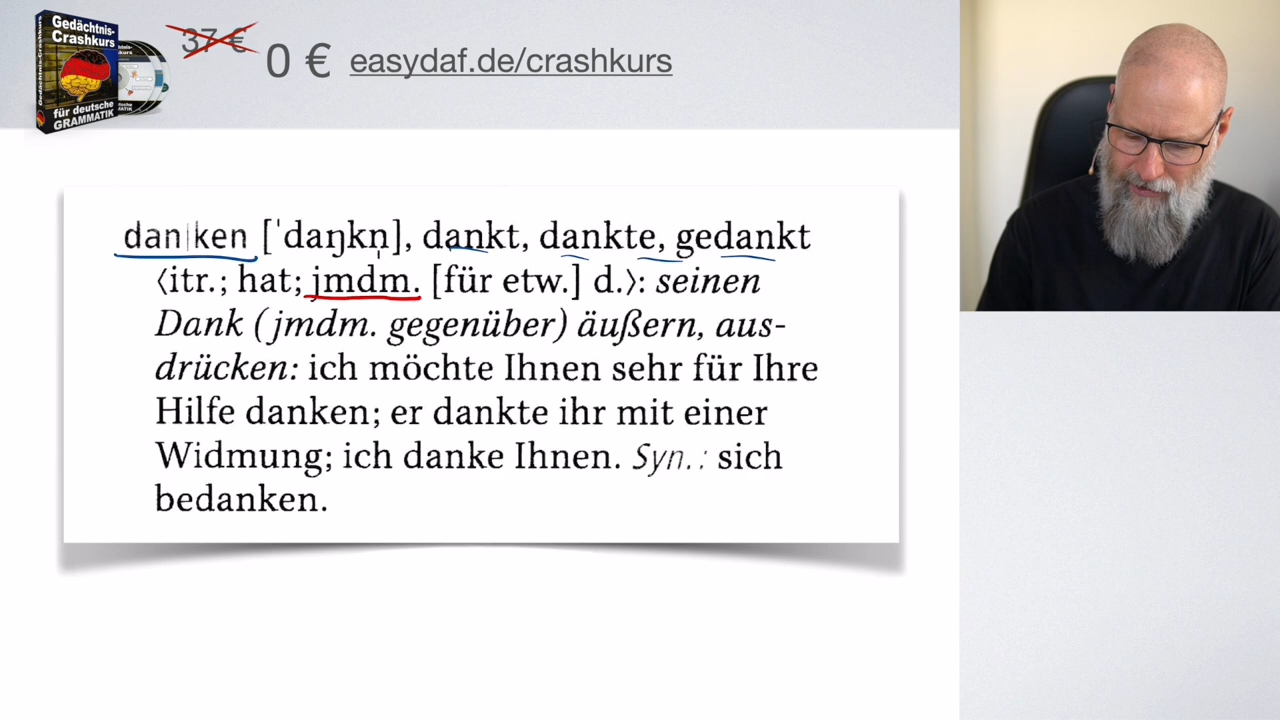 Gedächtnis-
Crashkurs
für deutsche
GRAMMATIK
37 €
0 €
easydaf.de/crashkurs
dan|ken [ˈdaŋkn̩], dankt, dankte, gedankt
⟨itr.; hat; jmdm. [für etw.] d.⟩: seinen
Dank (jmdm. gegenüber) äußern, aus-
drücken: ich möchte Ihnen sehr für Ihre
Hilfe danken; er dankte ihr mit einer
Widmung; ich danke Ihnen. Syn.: sich
bedanken.